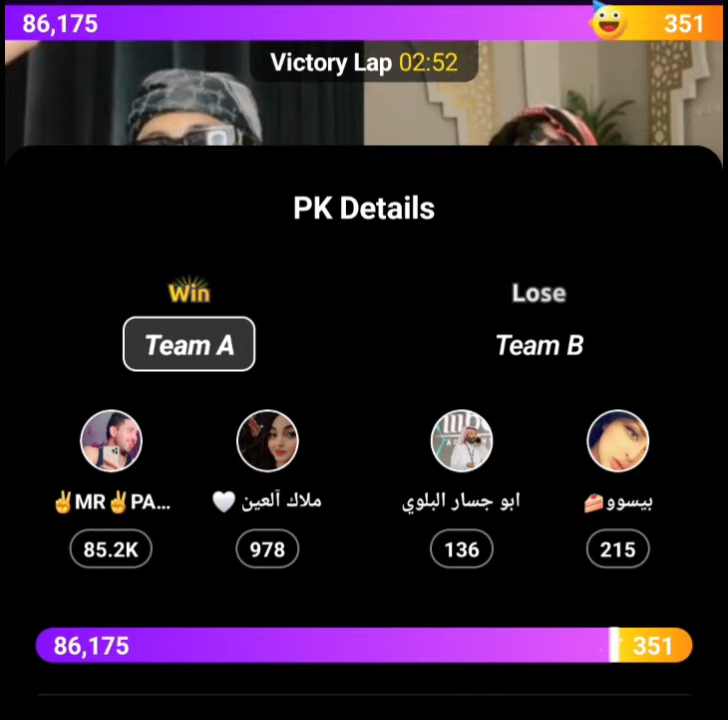 86,175 351
Victory Lap 02:52
PK Details
Win Lose
Team A Team B
✌️MR✌️PA... ملاك آلعين 🤍 ابو جسار البلوي بيسوو🍰
85.2K 978 136 215
86,175 351